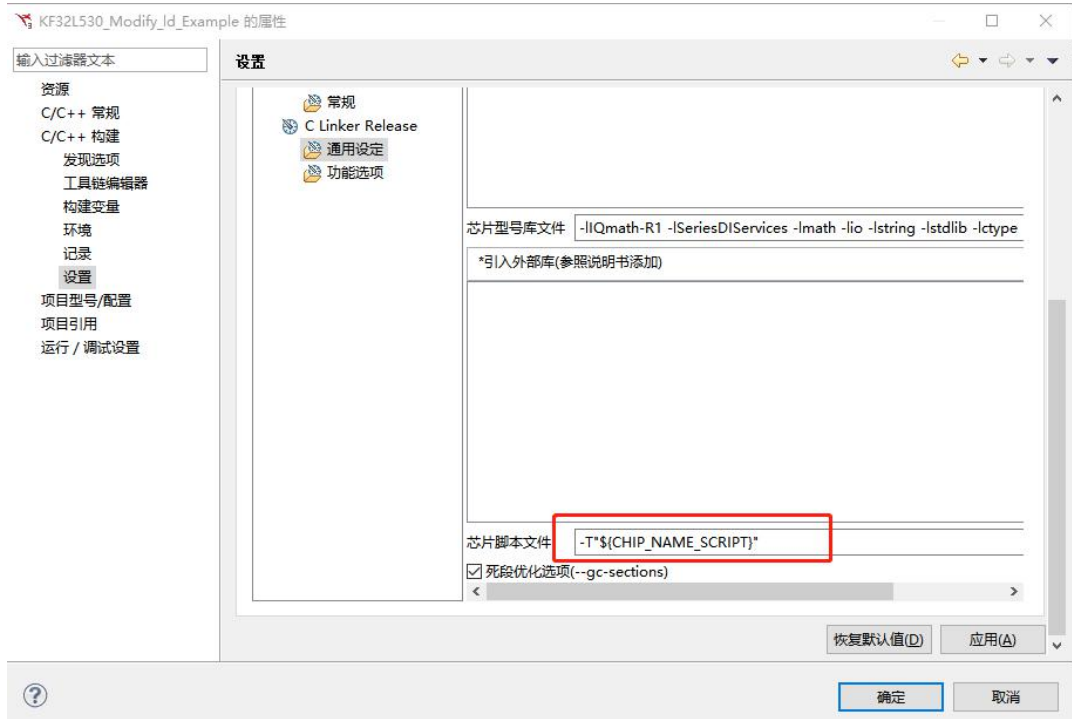 KF32L530_Modify_ld_Example 的属性
输入过滤器文本
资源
C/C++ 常规
C/C++ 构建
发现选项
工具链编辑器
构建变量
环境
记录
设置
项目型号/配置
项目引用
运行 / 调试设置
设置
常规
C Linker Release
通用设定
功能选项
芯片型号库文件 -lIQmath-R1 -lSeriesDIServices -lmath -lio -lstring -lstdlib -lctype
*引入外部库(参照说明书添加)
芯片脚本文件 -T"${CHIP_NAME_SCRIPT}"
死段优化选项(--gc-sections)
恢复默认值(D) 应用(A)
确定 取消